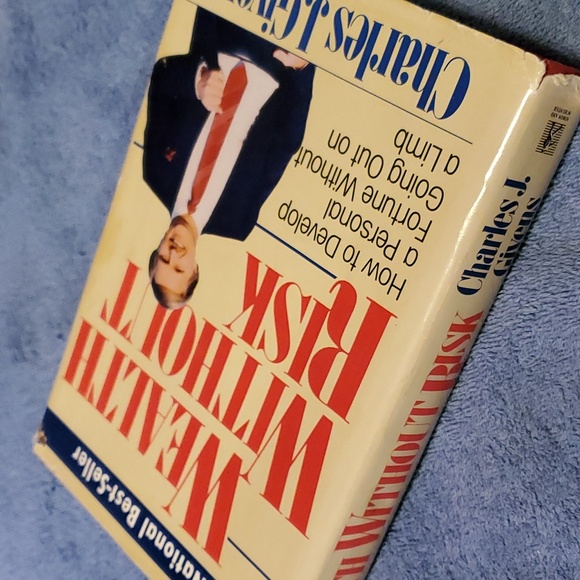 National Best-Seller
WEALTH
WITHOUT
RISK
How to Develop
a Personal
Fortune Without
Going Out on
a Limb
Charles J. Givens
WITHOUT RISK
Charles J.
Givens